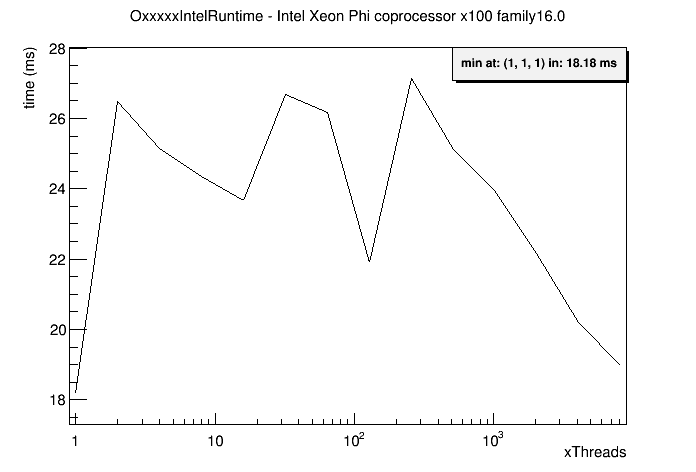 OxxxxxIntelRuntime - Intel Xeon Phi coprocessor x100 family16.0
time (ms)
min at: (1, 1, 1) in: 18.18 ms
28
26
24
22
20
18
1 10 10² 10³
xThreads